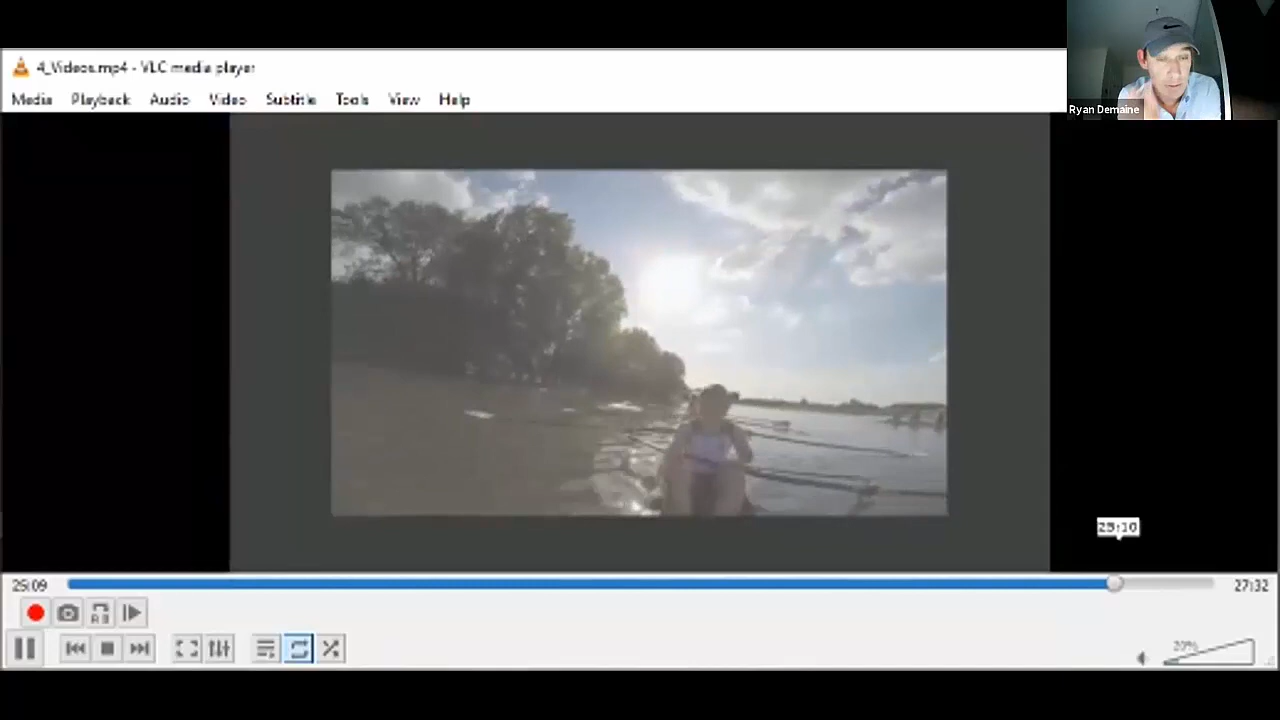 4_Videos.mp4 - VLC media player
Media Playback Audio Video Subtitle Tools View Help
Ryan Demaine
25:10
25:09
27:32
A B
20%